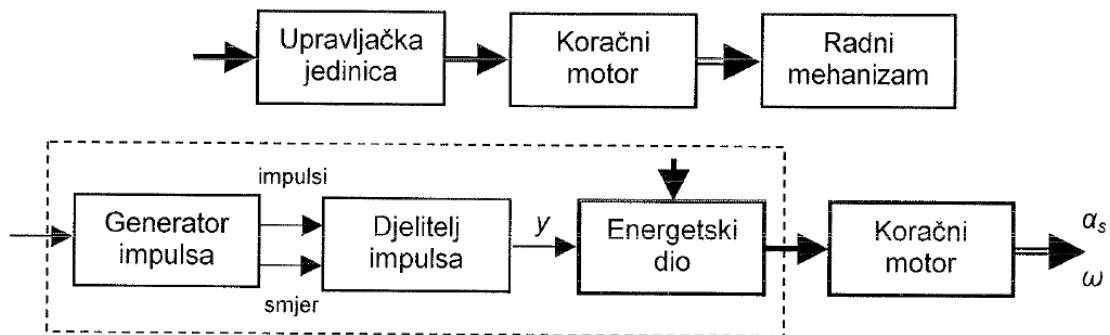 Upravljačka
jedinica
Koračni
motor
Radni
mehanizam
impulsi
Generator
impulsa
smjer
Djelitelj
impulsa
y
Energetski
dio
Koračni
motor
αs
ω